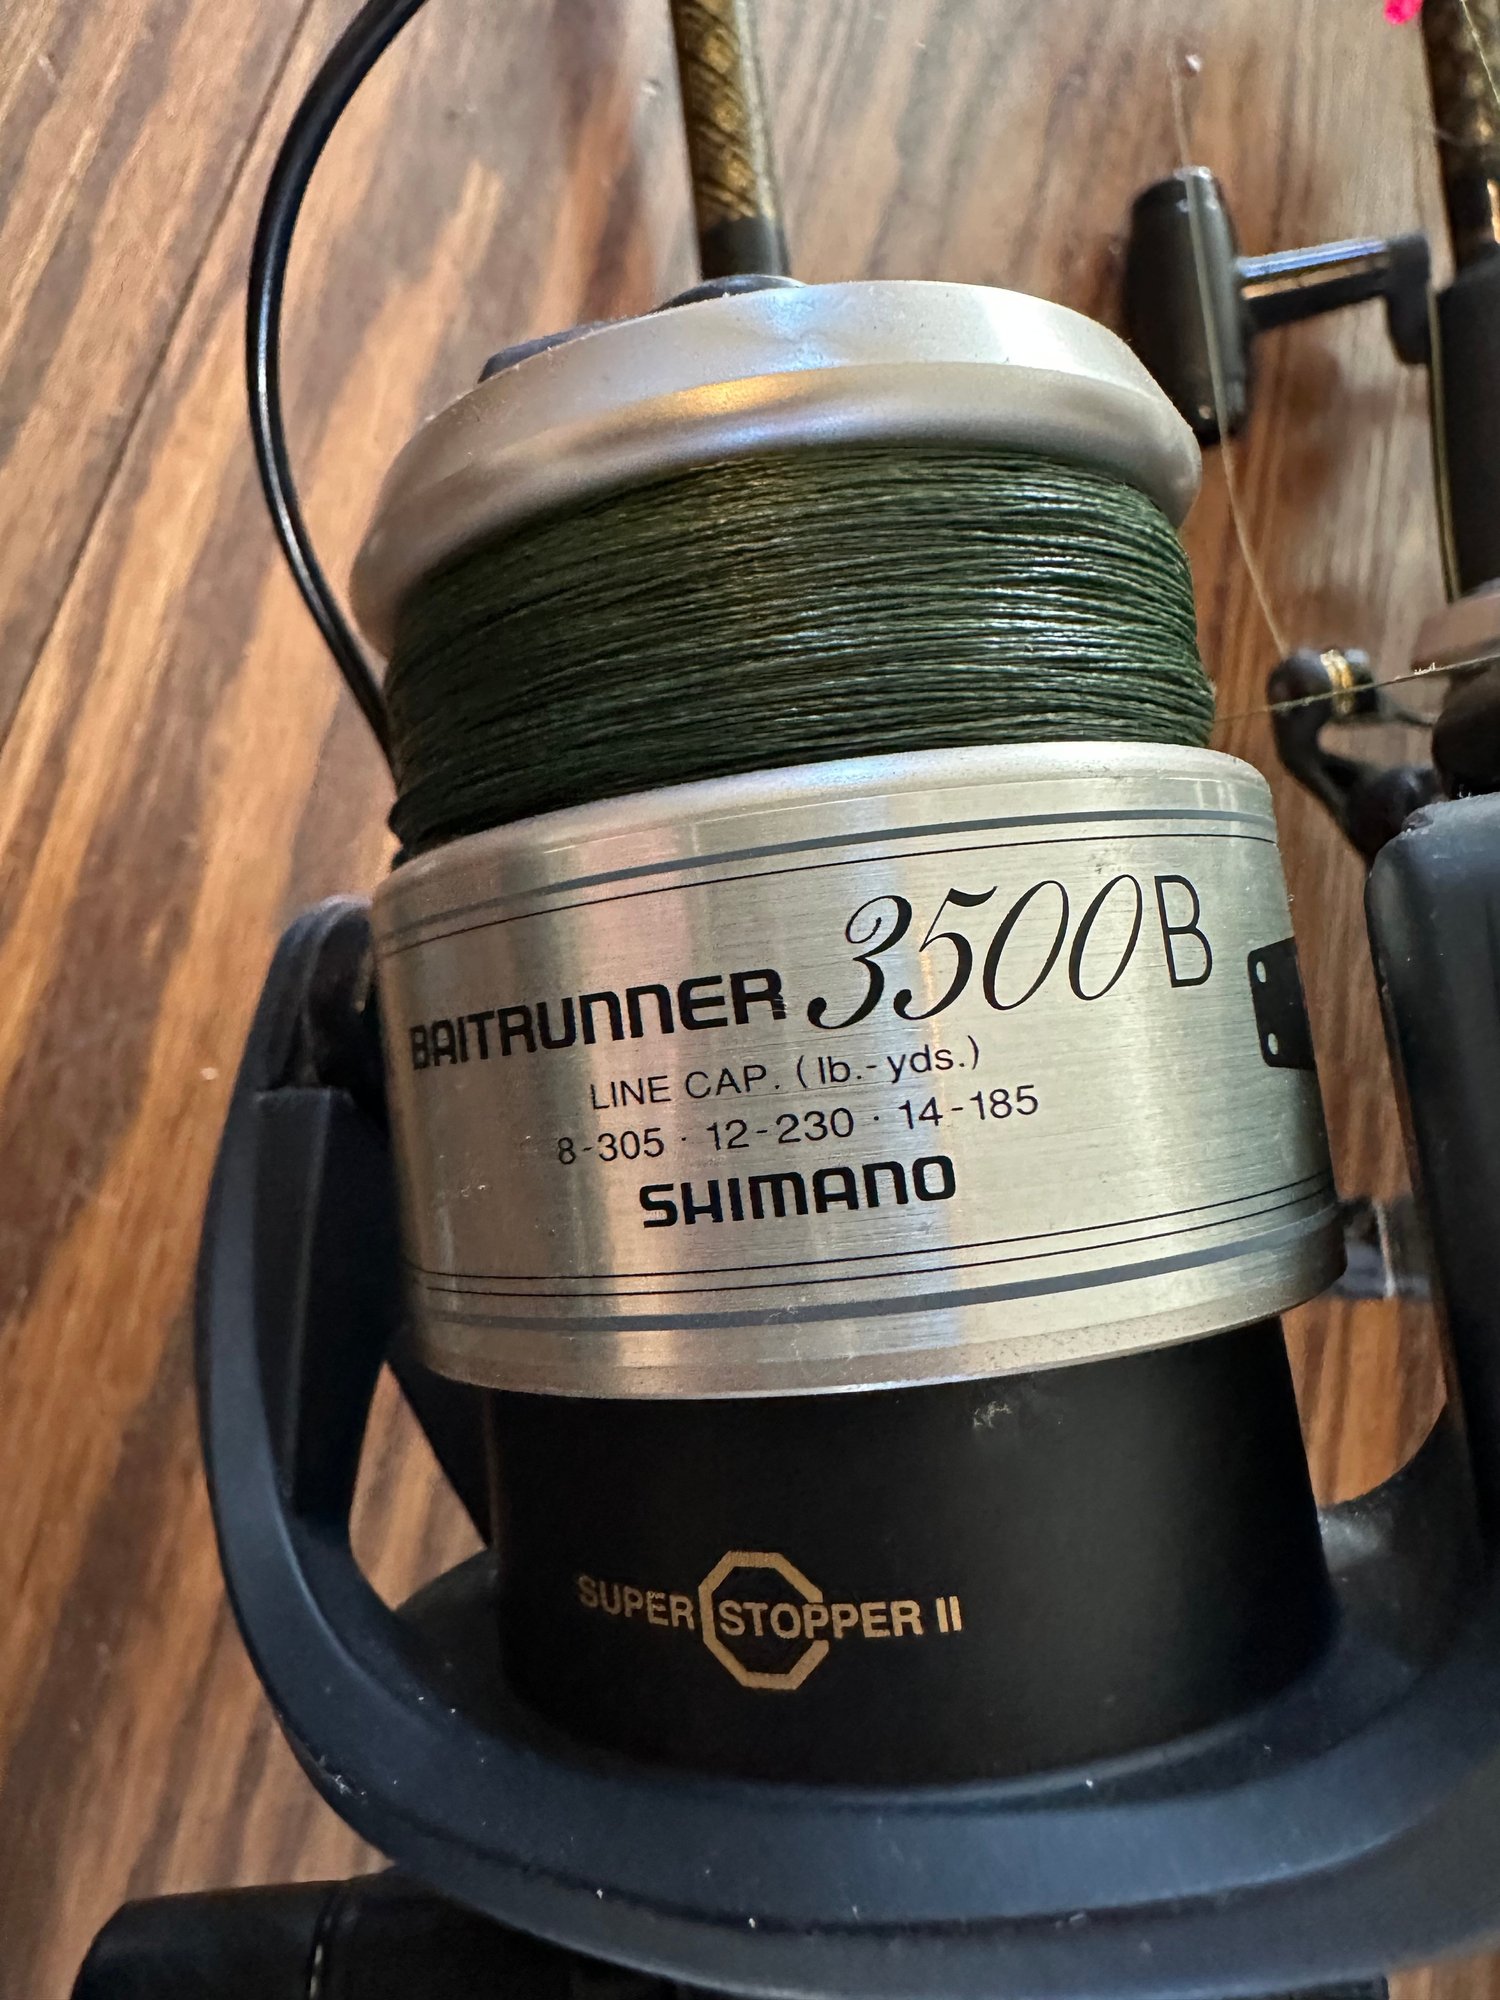 BAITRUNNER 3500B
LINE CAP. (lb.-yds.)
8-305 · 12-230 · 14-185
SHIMANO
SUPER STOPPER II